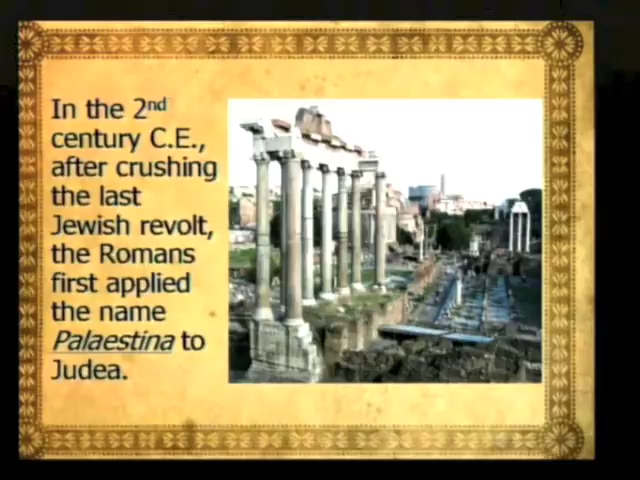 In the 2nd
century C.E.,
after crushing
the last
Jewish revolt,
the Romans
first applied
the name
Palaestina to
Judea.